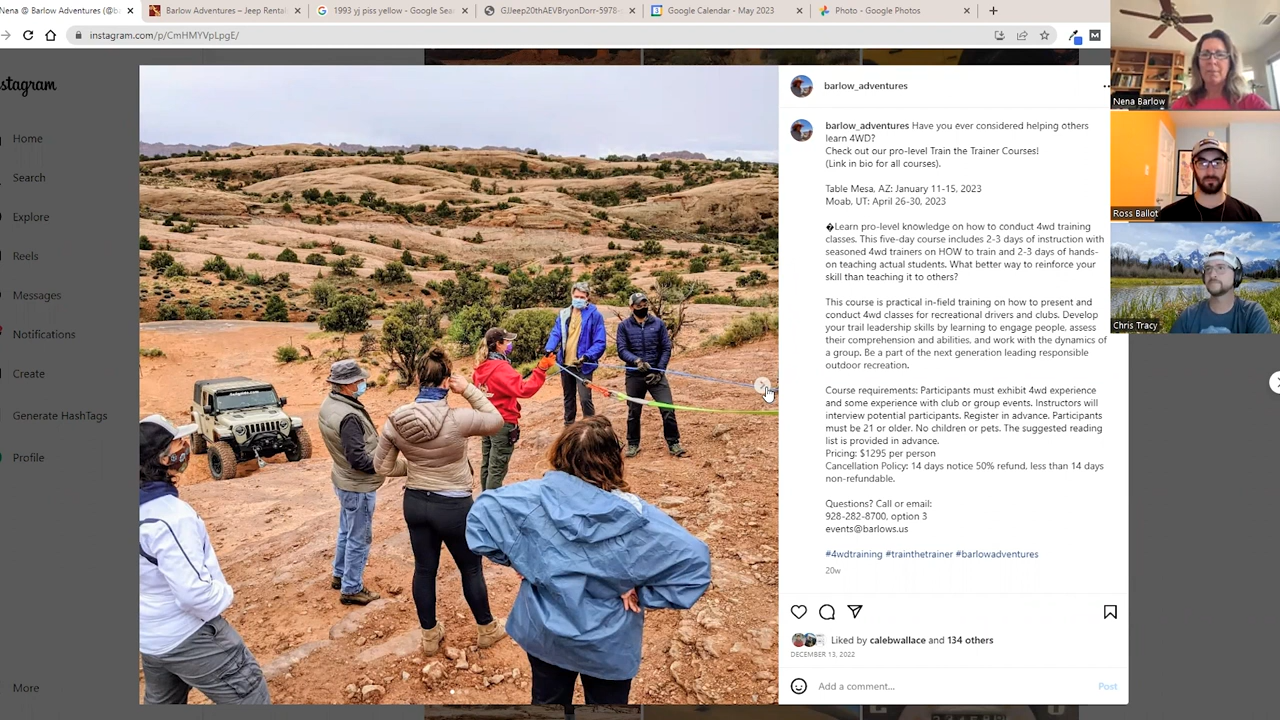 Nena @ Barlow Adventures (@b
Barlow Adventures – Jeep Rental
1993 yj piss yellow - Google Sea
GJJeep20thAEVBryonDorr-5978-
Google Calendar - May 2023
Photo - Google Photos
instagram.com/p/CmHMYVpLpgE/
stagram
Home
Search
Explore
Reels
Messages
Notifications
Create
Generate HashTags
Profile
More
barlow_adventures
barlow_adventures Have you ever considered helping others
learn 4WD?
Check out our pro-level Train the Trainer Courses!
(Link in bio for all courses).
Table Mesa, AZ: January 11-15, 2023
Moab, UT: April 26-30, 2023
�Learn pro-level knowledge on how to conduct 4wd training
classes. This five-day course includes 2-3 days of instruction with
seasoned 4wd trainers on HOW to train and 2-3 days of hands-
on teaching actual students. What better way to reinforce your
skill than teaching it to others?
This course is practical in-field training on how to present and
conduct 4wd classes for recreational drivers and clubs. Develop
your trail leadership skills by learning to engage people, assess
their comprehension and abilities, and work with the dynamics of
a group. Be a part of the next generation leading responsible
outdoor recreation.
Course requirements: Participants must exhibit 4wd experience
and some experience with club or group events. Instructors will
interview potential participants. Register in advance. Participants
must be 21 or older. No children or pets. The suggested reading
list is provided in advance.
Pricing: $1295 per person
Cancellation Policy: 14 days notice 50% refund, less than 14 days
non-refundable.
Questions? Call or email:
928-282-8700, option 3
events@barlows.us
#4wdtraining #trainthetrainer #barlowadventures
20w
Liked by calebwallace and 134 others
DECEMBER 13, 2022
Add a comment...
Post
Nena Barlow
Ross Ballot
Chris Tracy